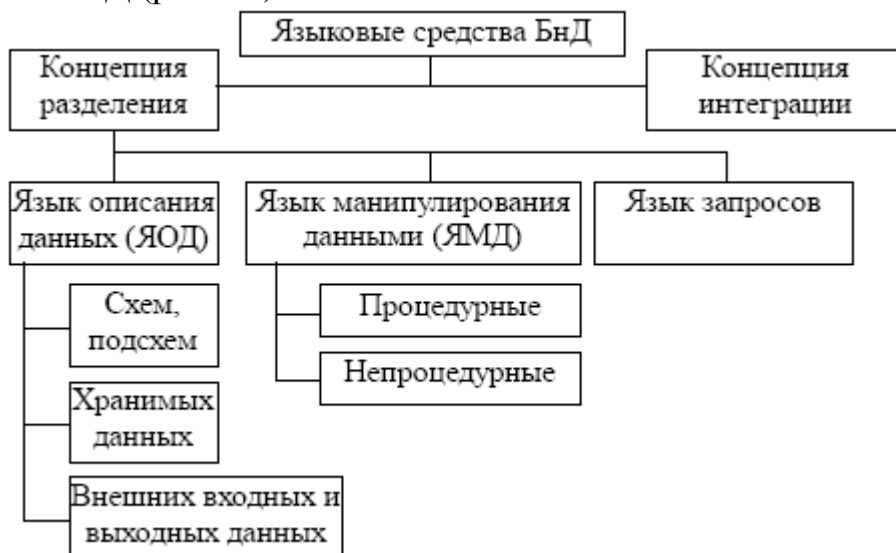 Языковые средства БнД
Концепция
разделения
Концепция
интеграции
Язык описания
данных (ЯОД)
Язык манипулирования
данными (ЯМД)
Язык запросов
Схем,
подсхем
Хранимых
данных
Внешних входных и
выходных данных
Процедурные
Непроцедурные